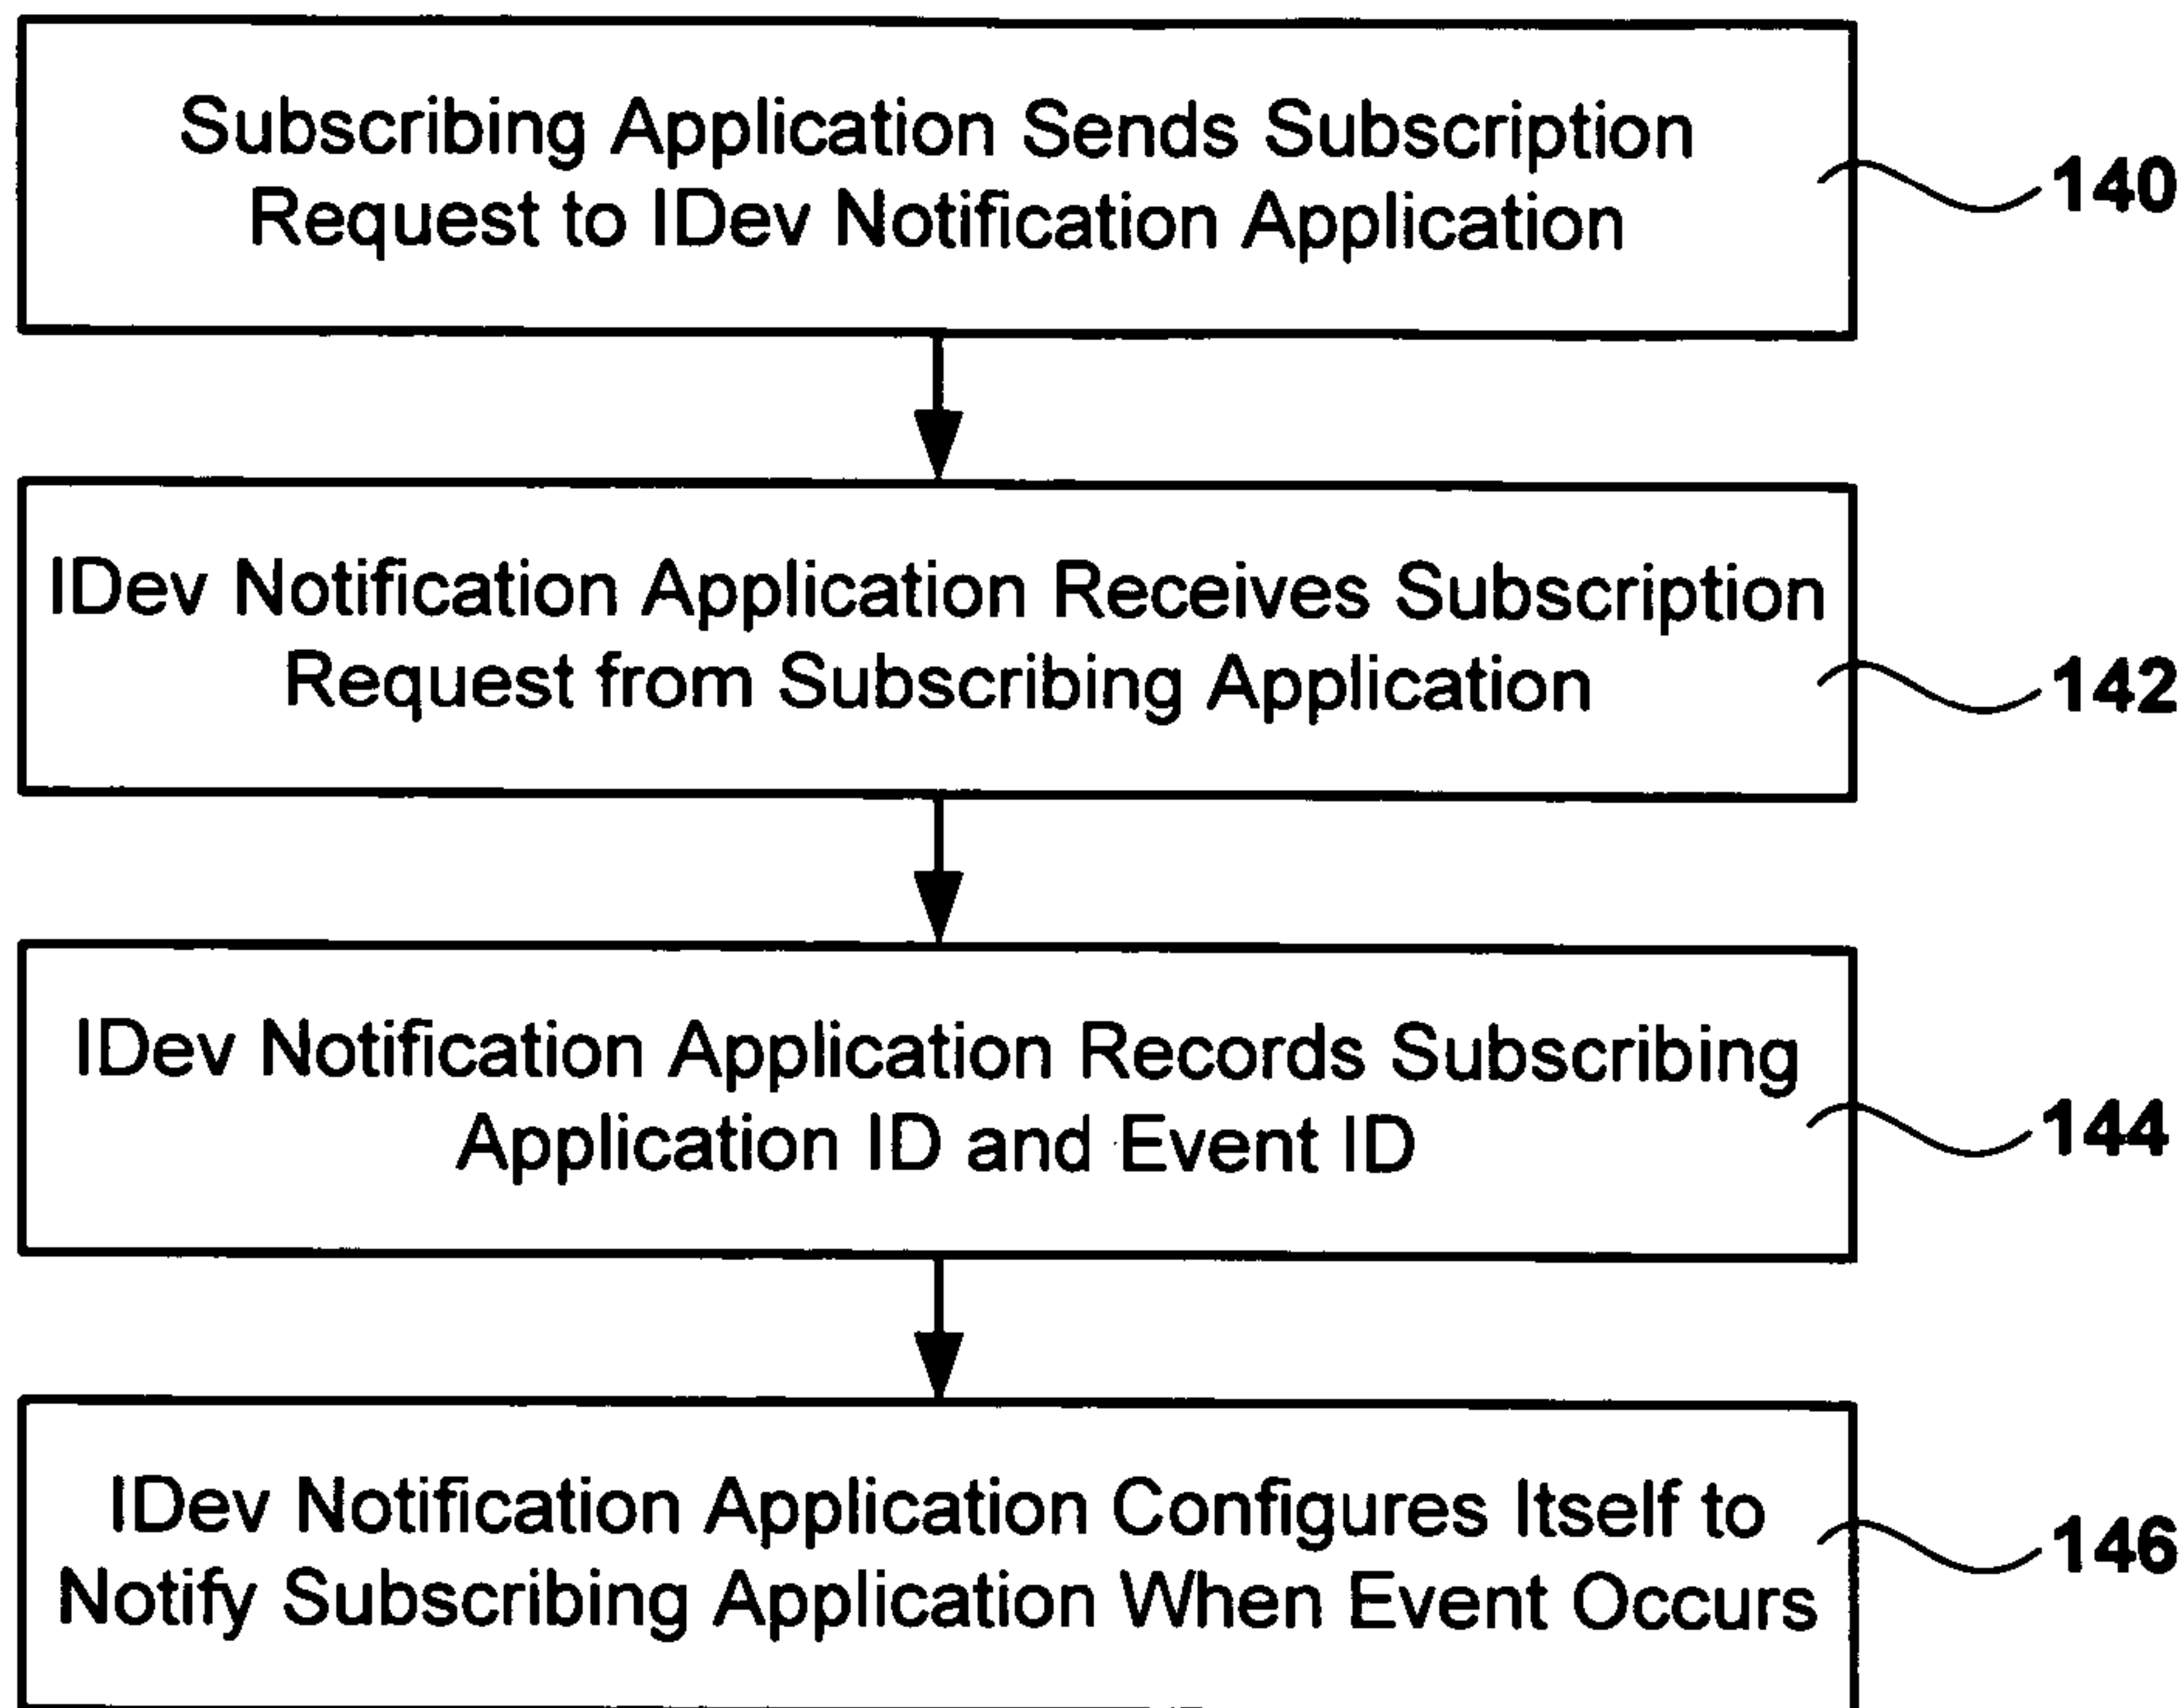 Subscribing Application Sends Subscription
Request to IDev Notification Application
140
IDev Notification Application Receives Subscription
Request from Subscribing Application
142
IDev Notification Application Records Subscribing
Application ID and Event ID
144
IDev Notification Application Configures Itself to
Notify Subscribing Application When Event Occurs
146